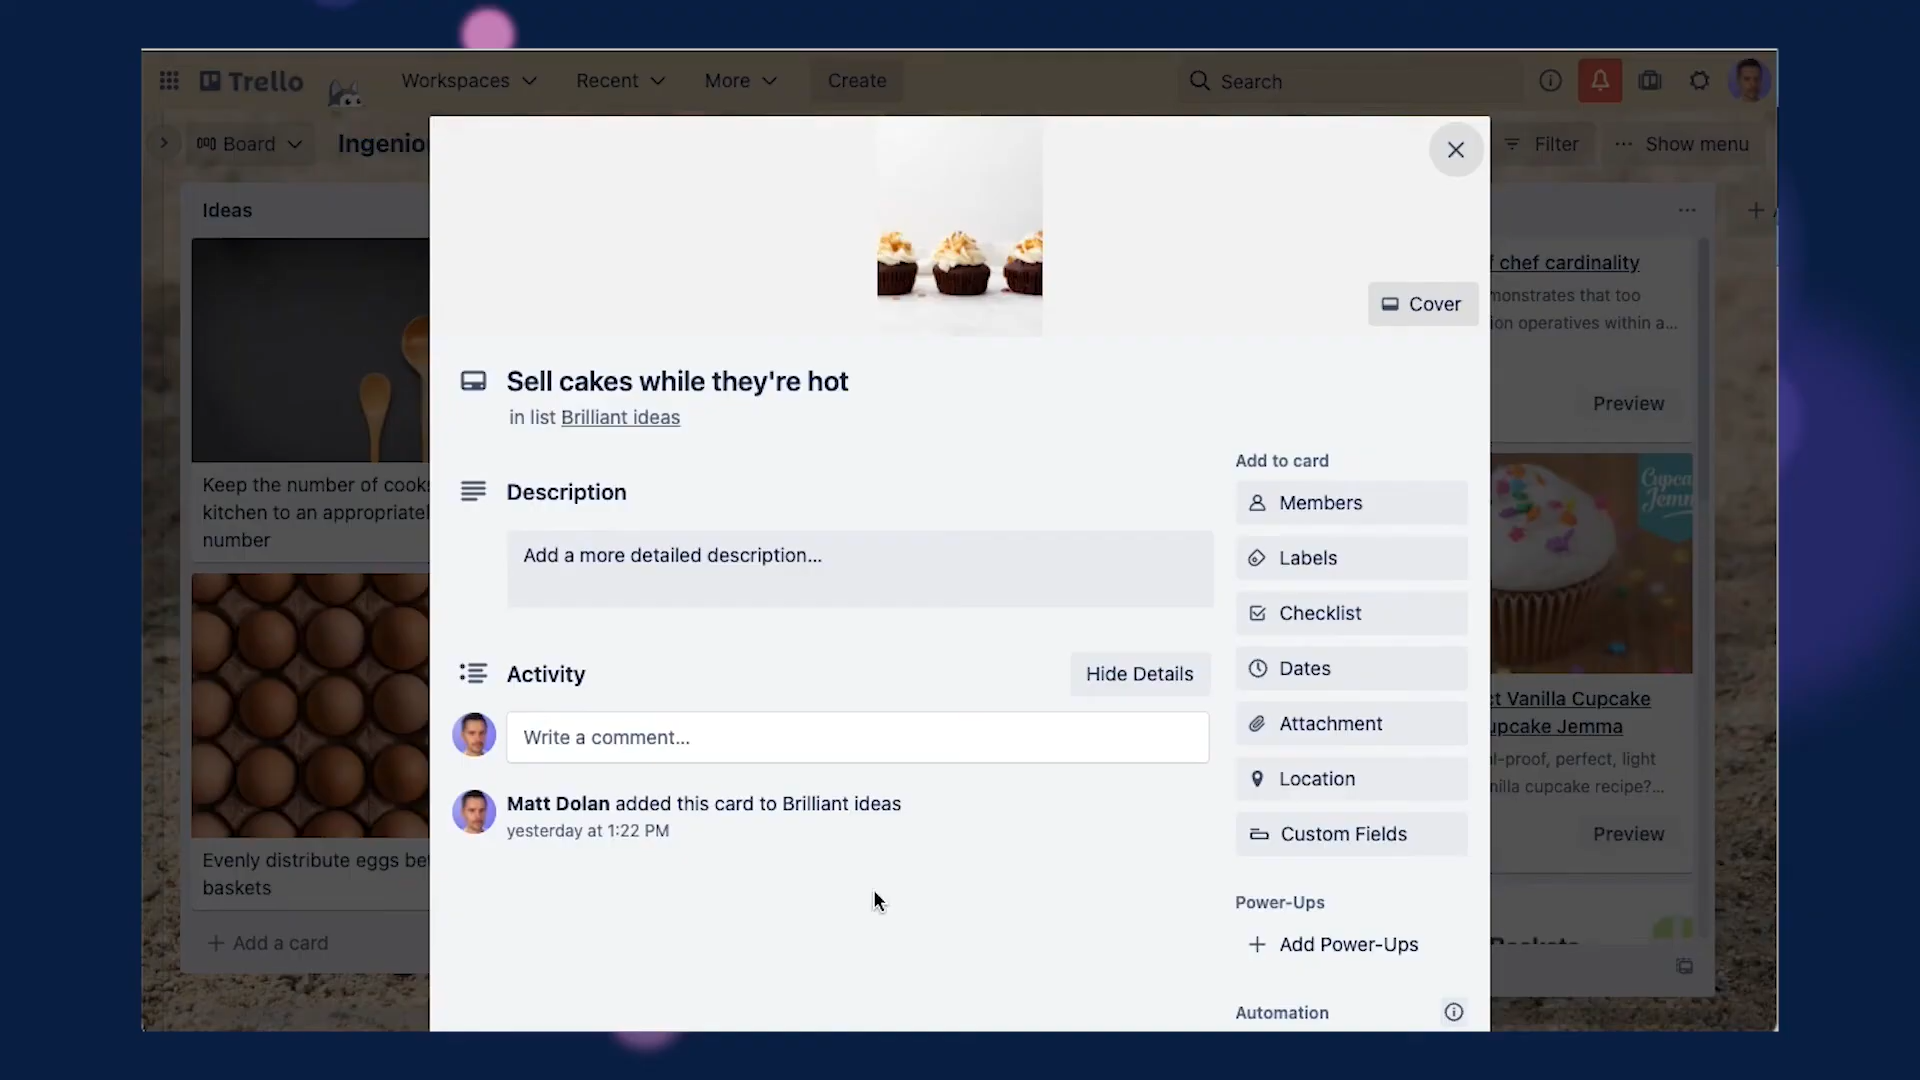 Trello
Workspaces
Recent
More
Create
Search
Board
Ingenio
Filter
Show menu
Ideas
Keep the number of cook
kitchen to an appropriatel
number
Evenly distribute eggs be
baskets
Add a card
Cover
Sell cakes while they're hot
in list Brilliant ideas
Description
Add a more detailed description...
Activity
Hide Details
Write a comment...
Matt Dolan added this card to Brilliant ideas
yesterday at 1:22 PM
Add to card
Members
Labels
Checklist
Dates
Attachment
Location
Custom Fields
Power-Ups
Add Power-Ups
Automation
f chef cardinality
monstrates that too
ion operatives within a...
Preview
Cupca
Jemm
ct Vanilla Cupcake
upcake Jemma
l-proof, perfect, light
nilla cupcake recipe?...
Preview